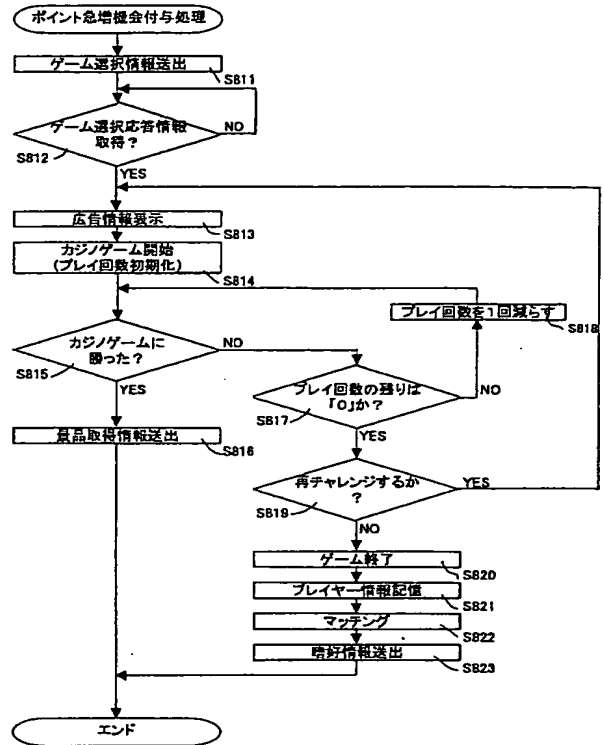 ポイント急増機会付与処理
ゲーム選択情報送出
S811
ゲーム選択応答情報
取得？
NO
S812
YES
広告情報表示
S813
カジノゲーム開始
(プレイ回数初期化)
S814
プレイ回数を1回減らす
S818
カジノゲームに
勝った？
NO
S815
YES
プレイ回数の残りは
「0」か？
NO
S817
YES
景品取得情報送出
S816
再チャレンジするか
？
YES
S819
NO
ゲーム終了
S820
プレイヤー情報記憶
S821
マッチング
S822
嗜好情報送出
S823
エンド